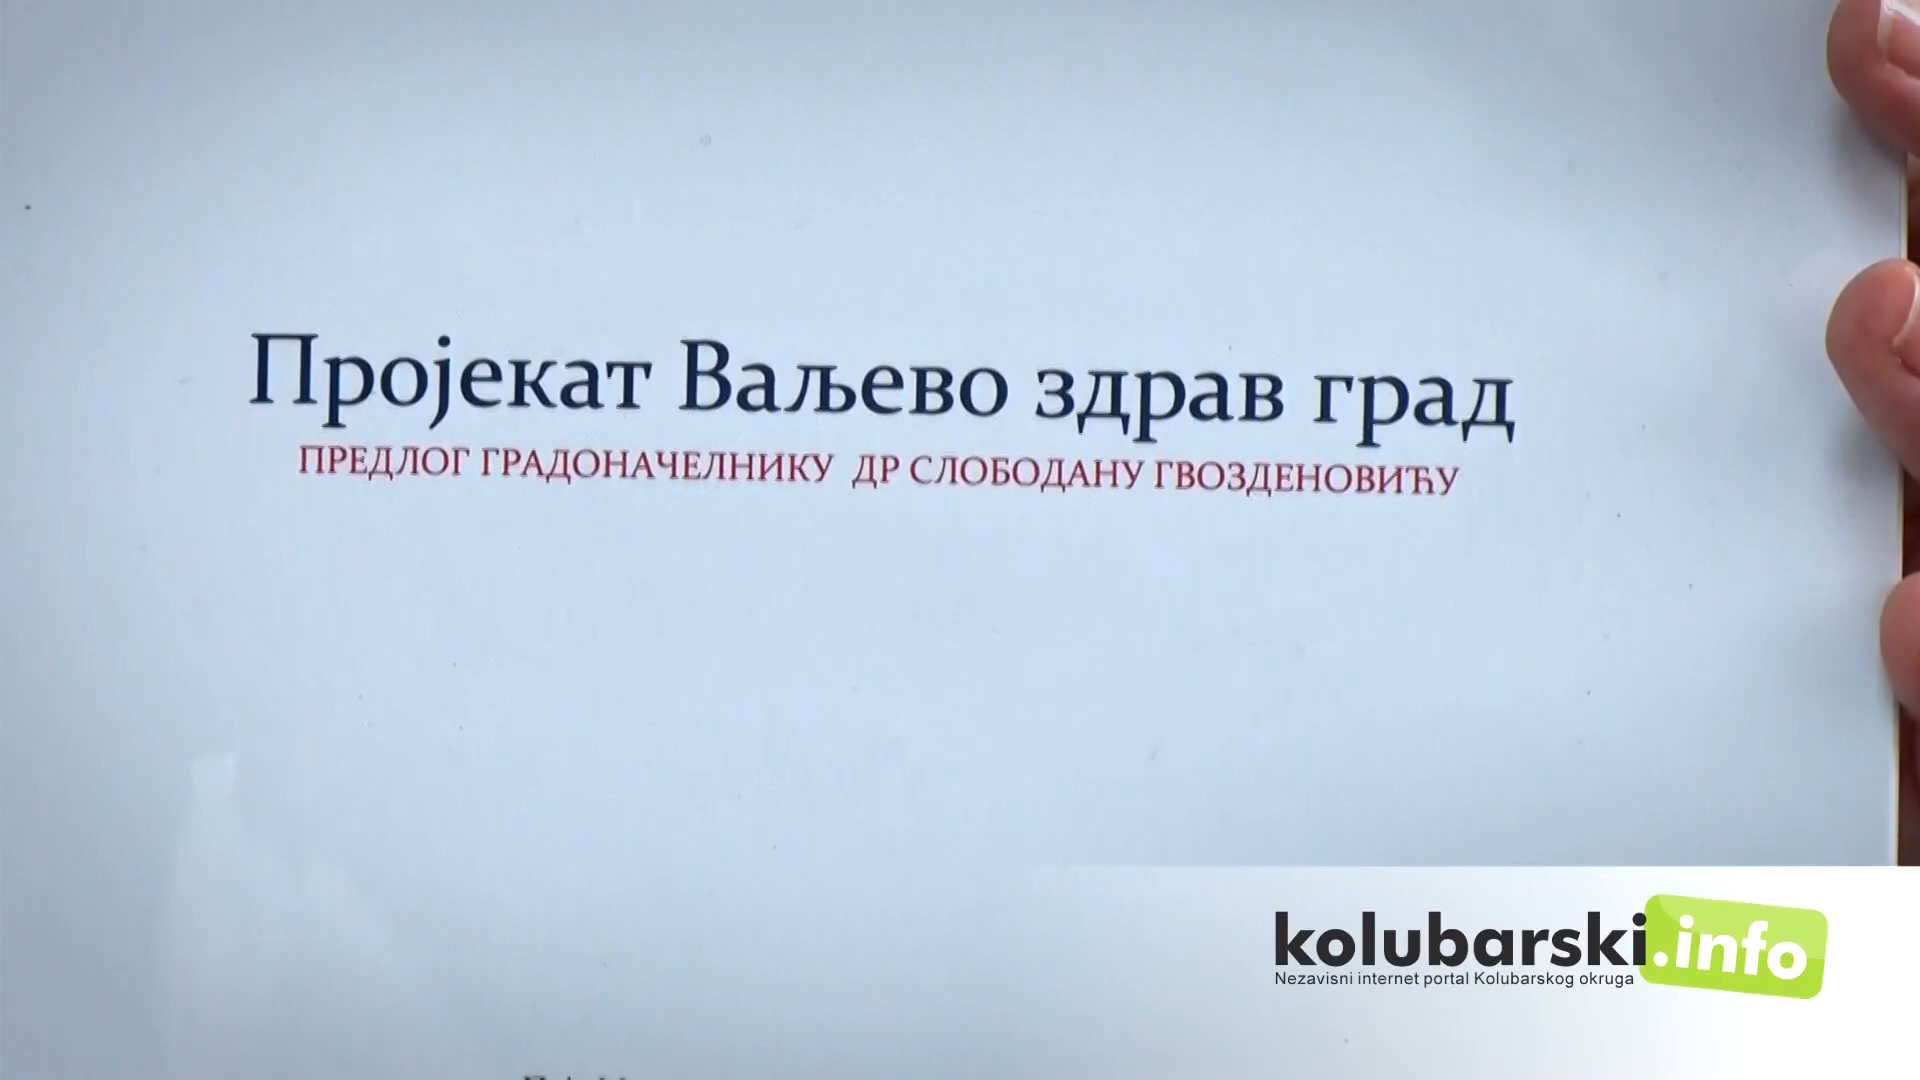 Пројекат Ваљево здрав град
ПРЕДЛОГ ГРАДОНАЧЕЛНИКУ ДР СЛОБОДАНУ ГВОЗДЕНОВИЋУ
kolubarski.info
Nezavisni internet portal Kolubarskog okruga